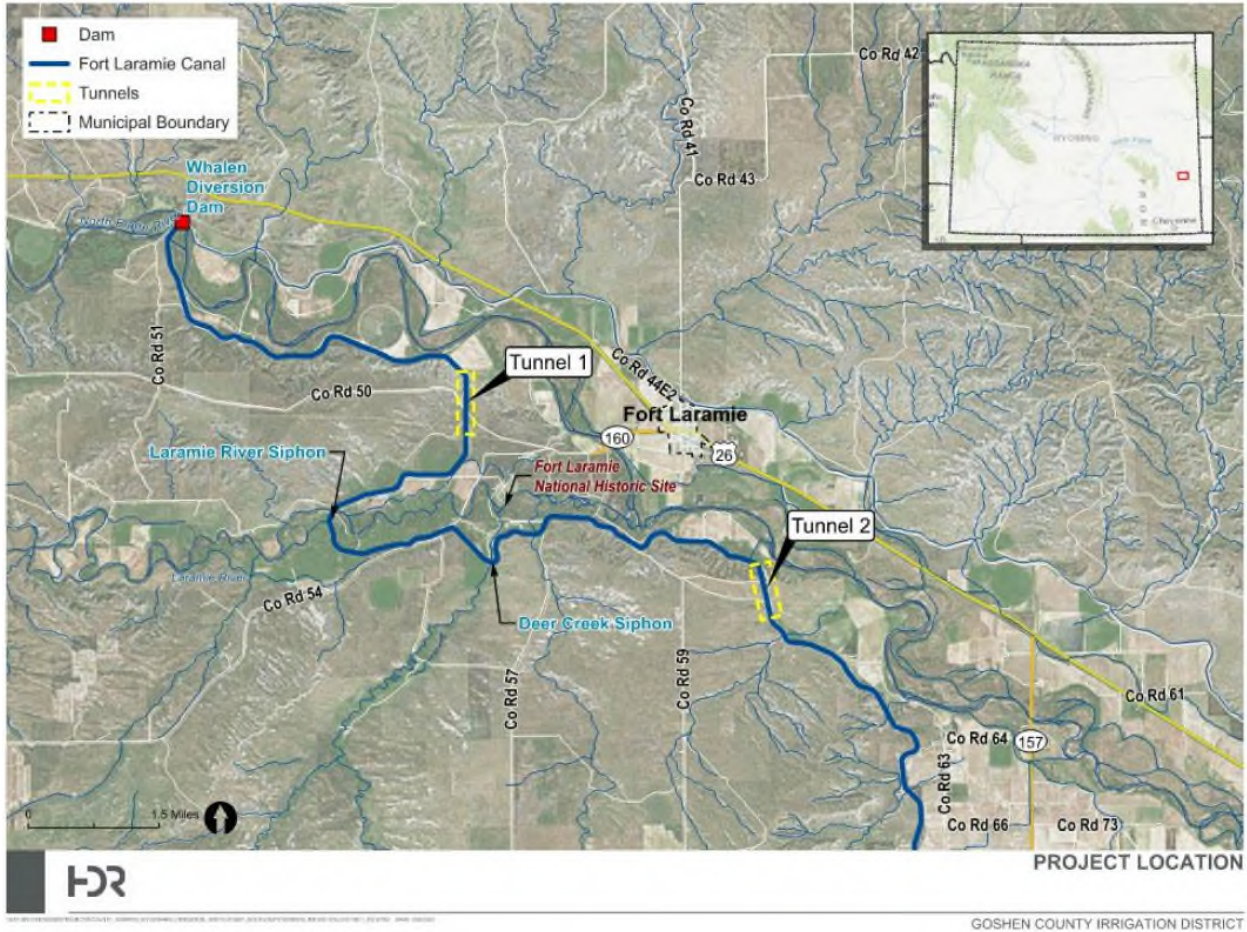 Dam
Fort Laramie Canal
Tunnels
Municipal Boundary
Co Rd 42
Co Rd 41
Co Rd 43
WYOMING
Cheyenne
Whalen
Diversion
Dam
Co Rd 51
Co Rd 50
Tunnel 1
Co Rd 44E2
Fort Laramie
160
26
Laramie River Siphon
Fort Laramie
National Historic Site
Tunnel 2
Laramie River
Co Rd 54
Deer Creek Siphon
Co Rd 57
Co Rd 59
Co Rd 61
Co Rd 64
157
Co Rd 63
Co Rd 66
Co Rd 73
0
1.5 Miles
PROJECT LOCATION
HDR
GOSHEN COUNTY IRRIGATION DISTRICT